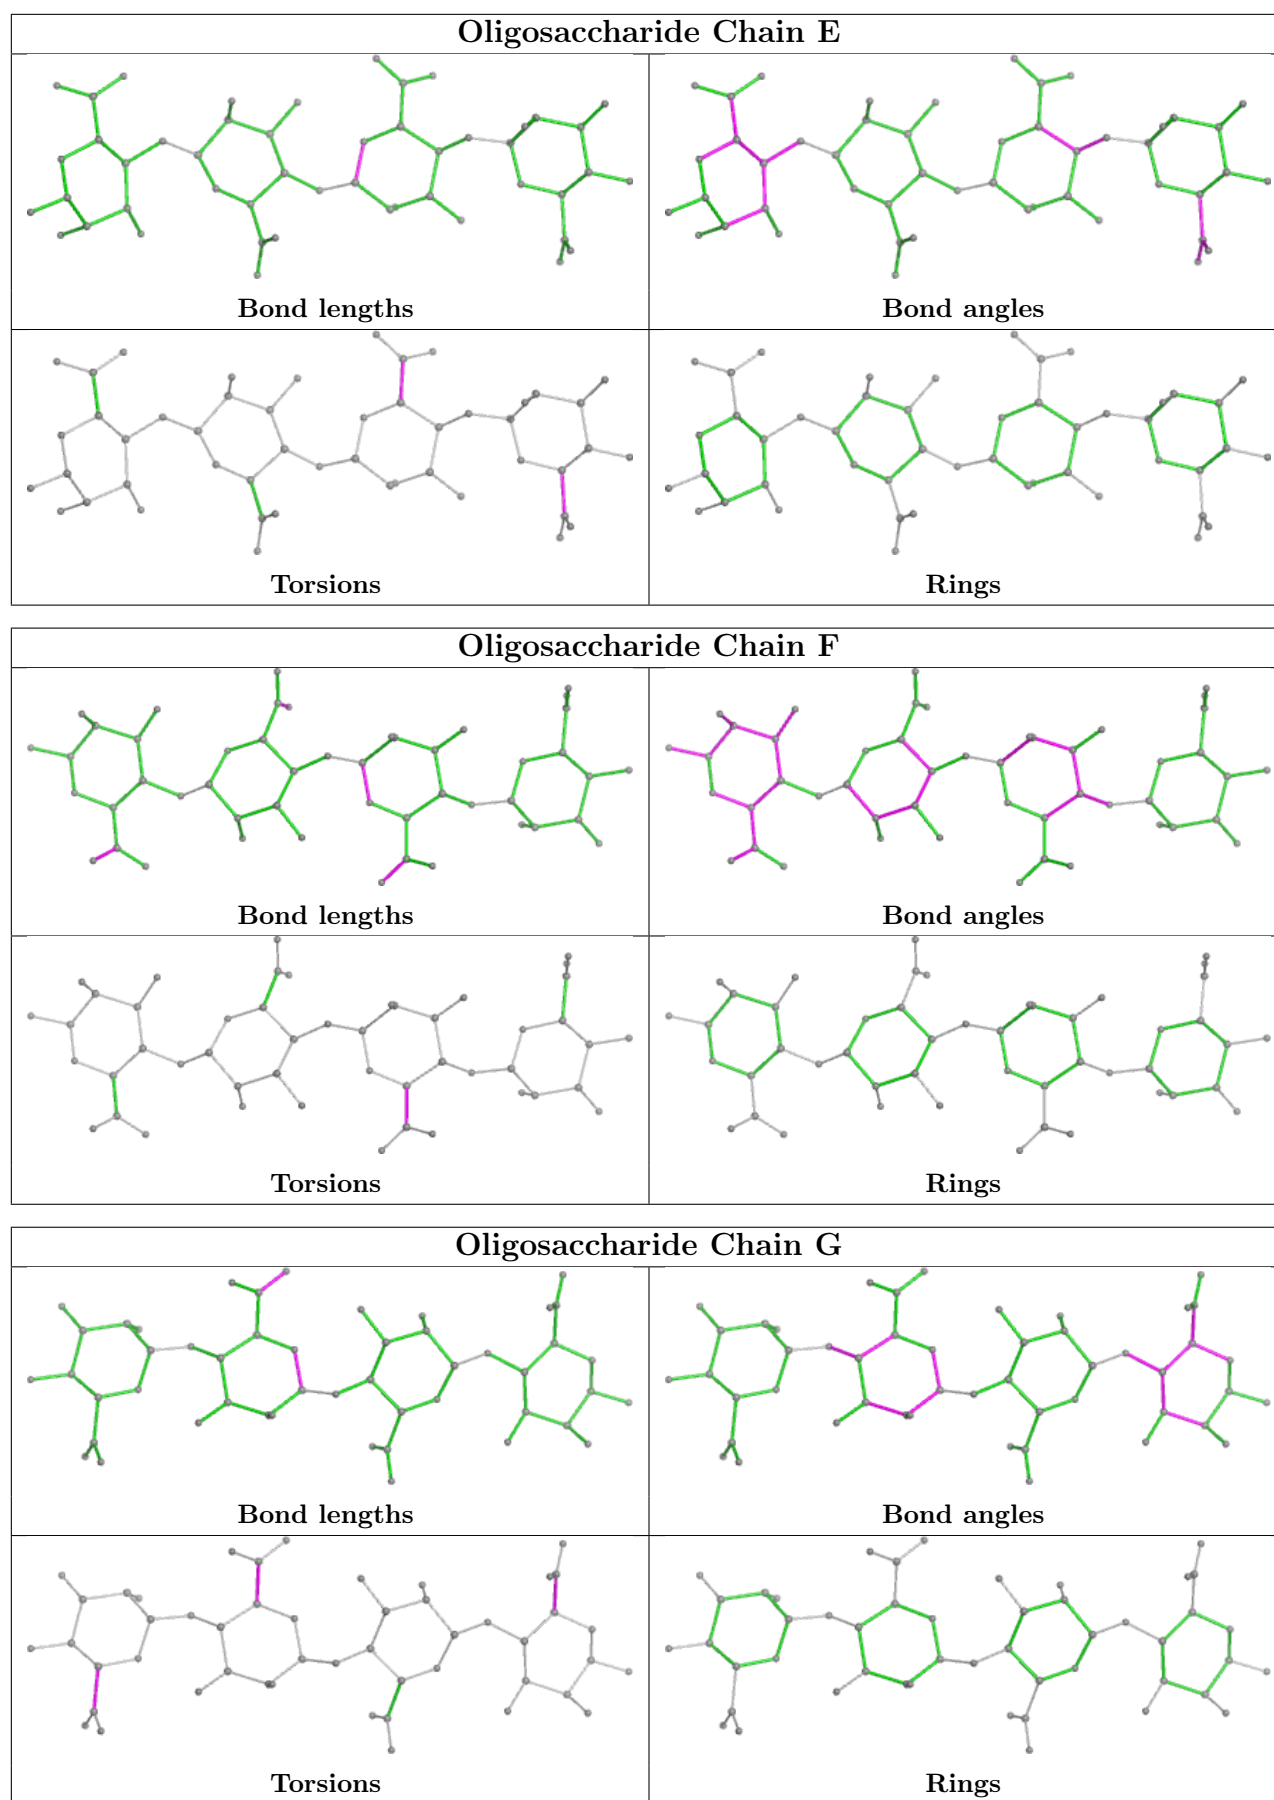 Oligosaccharide Chain E
Bond lengths
Bond angles
Torsions
Rings
Oligosaccharide Chain F
Bond lengths
Bond angles
Torsions
Rings
Oligosaccharide Chain G
Bond lengths
Bond angles
Torsions
Rings